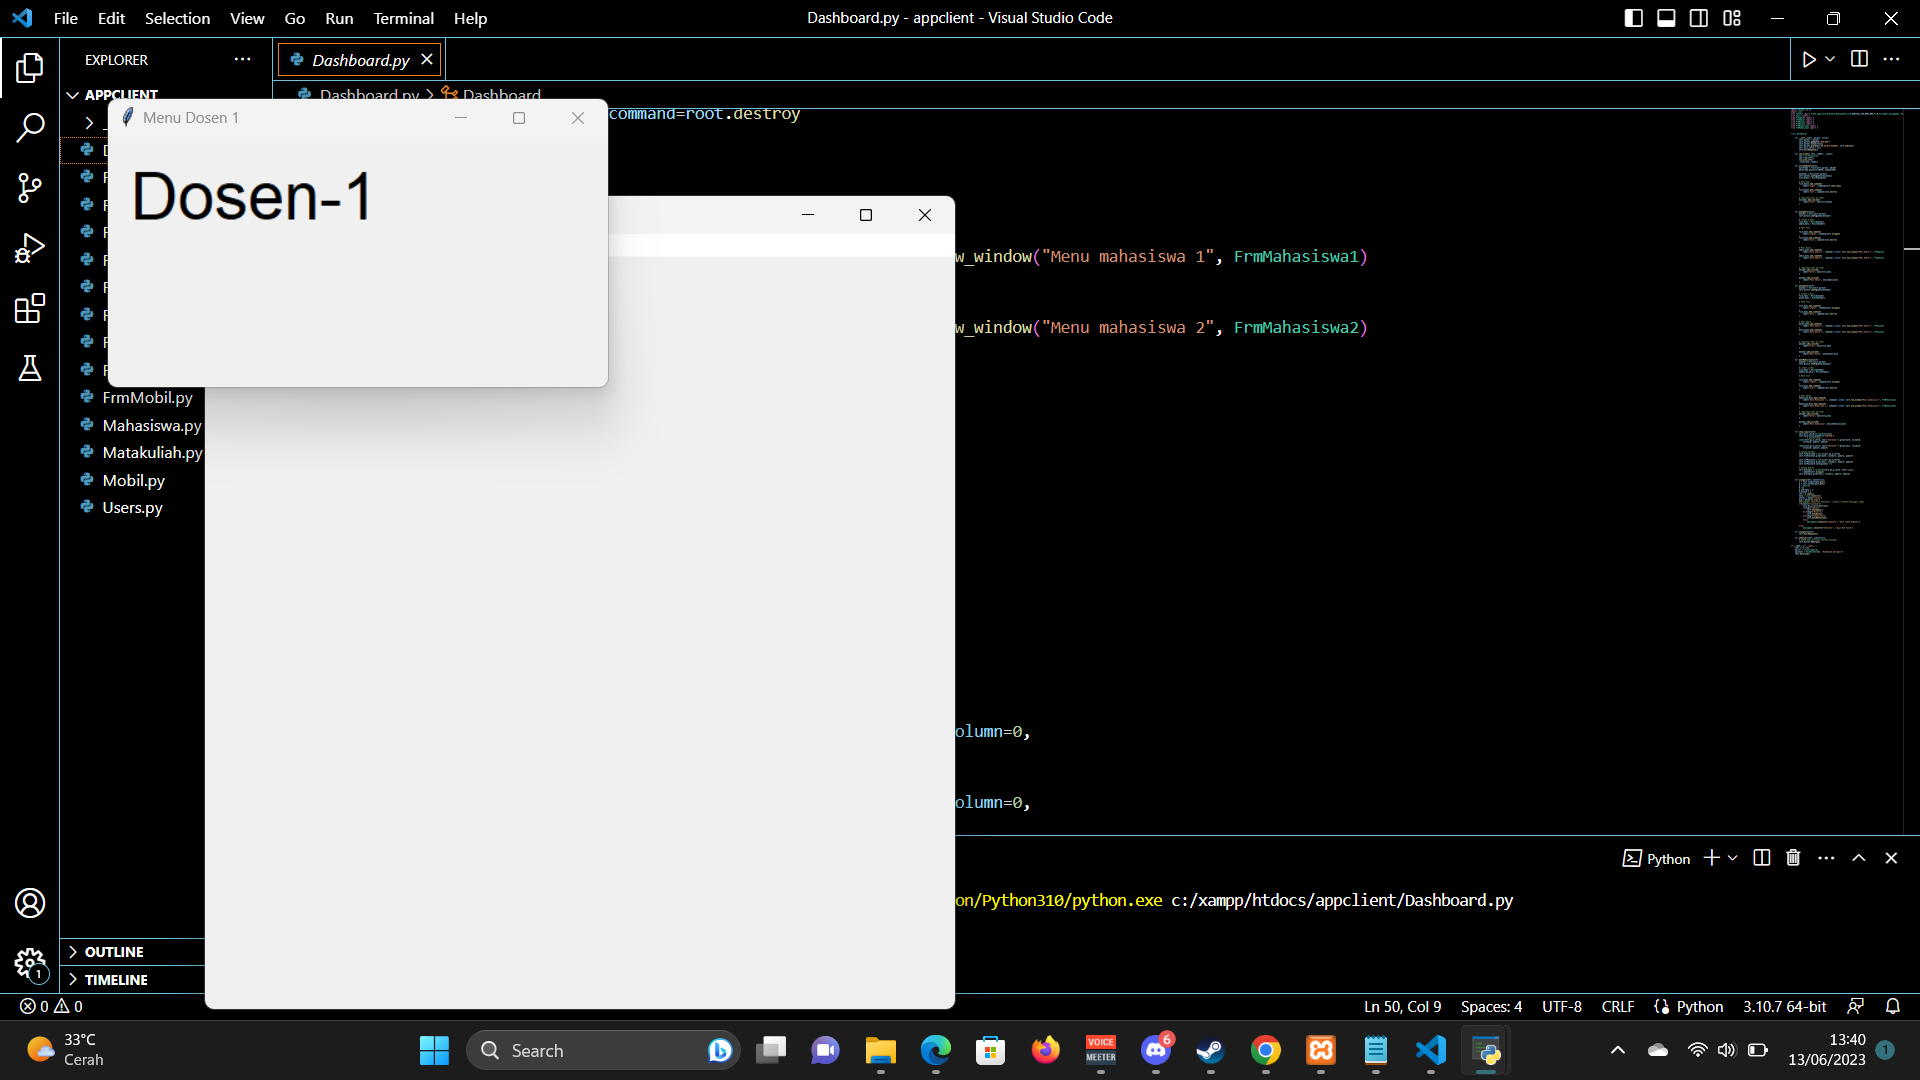 File Edit Selection View Go Run Terminal Help
Dashboard.py - appclient - Visual Studio Code
EXPLORER
Dashboard.py
APPCLIENT
Dashboard.py > Dashboard
Menu Dosen 1
Dosen-1
command=root.destroy
w_window("Menu mahasiswa 1", FrmMahasiswa1)
w_window("Menu mahasiswa 2", FrmMahasiswa2)
FrmMobil.py
Mahasiswa.py
Matakuliah.py
Mobil.py
Users.py
olumn=0,
olumn=0,
Python
on/Python310/python.exe c:/xampp/htdocs/appclient/Dashboard.py
OUTLINE
TIMELINE
1
0 0
Ln 50, Col 9 Spaces: 4 UTF-8 CRLF Python 3.10.7 64-bit
33°C
Cerah
Search
VOICE
MEETER
6
13:40
13/06/2023
1